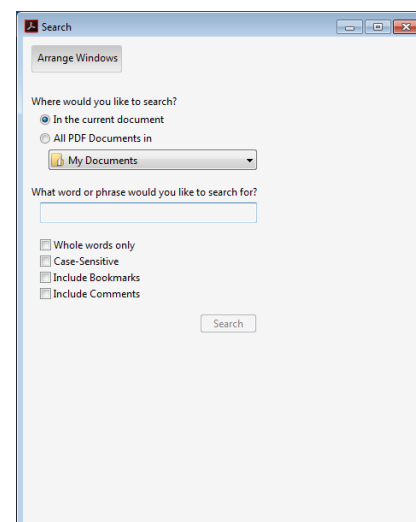 Search
Arrange Windows
Where would you like to search?
In the current document
All PDF Documents in
My Documents
What word or phrase would you like to search for?
Whole words only
Case-Sensitive
Include Bookmarks
Include Comments
Search